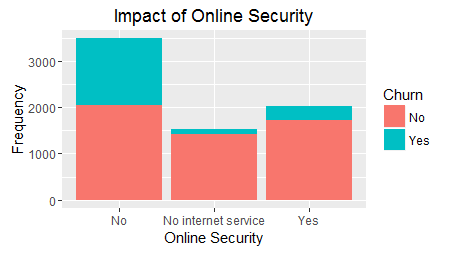 Impact of Online Security
Frequency
3000
2000
1000
0
No
No internet service
Yes
Online Security
Churn
No
Yes